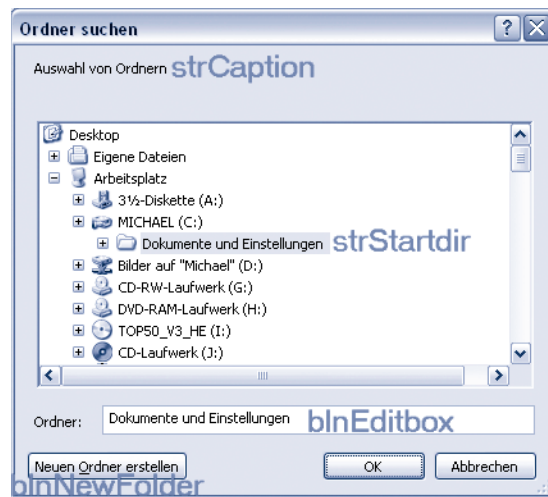 Ordner suchen
Auswahl von Ordnern strCaption
Desktop
Eigene Dateien
Arbeitsplatz
3½-Diskette (A:)
MICHAEL (C:)
Dokumente und Einstellungen strStartdir
Bilder auf "Michael" (D:)
CD-RW-Laufwerk (G:)
DVD-RAM-Laufwerk (H:)
TOP50_V3_HE (I:)
CD-Laufwerk (J:)
Ordner: Dokumente und Einstellungen blnEditbox
Neuen Ordner erstellen OK Abbrechen
blnNewFolder